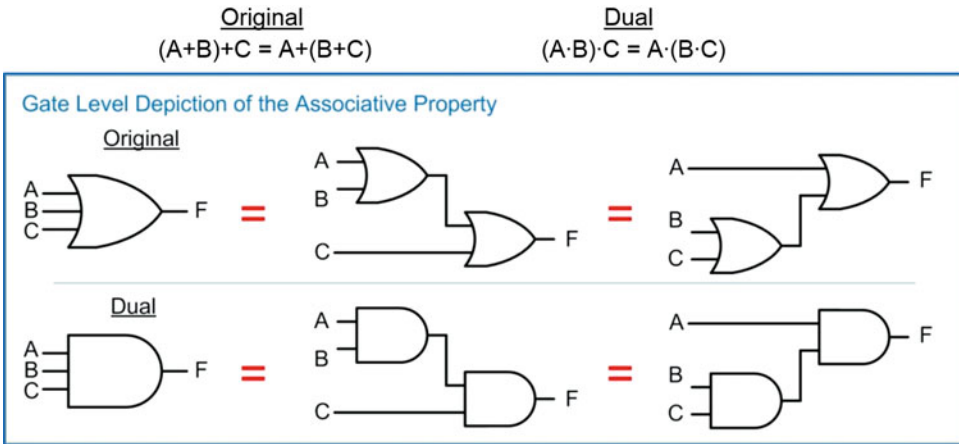 Original Dual
(A+B)+C = A+(B+C) (A·B)·C = A·(B·C)
Gate Level Depiction of the Associative Property
Original
A
B
C
F
=
A
B
C
F
=
A
B
C
F
Dual
A
B
C
F
=
A
B
C
F
=
A
B
C
F